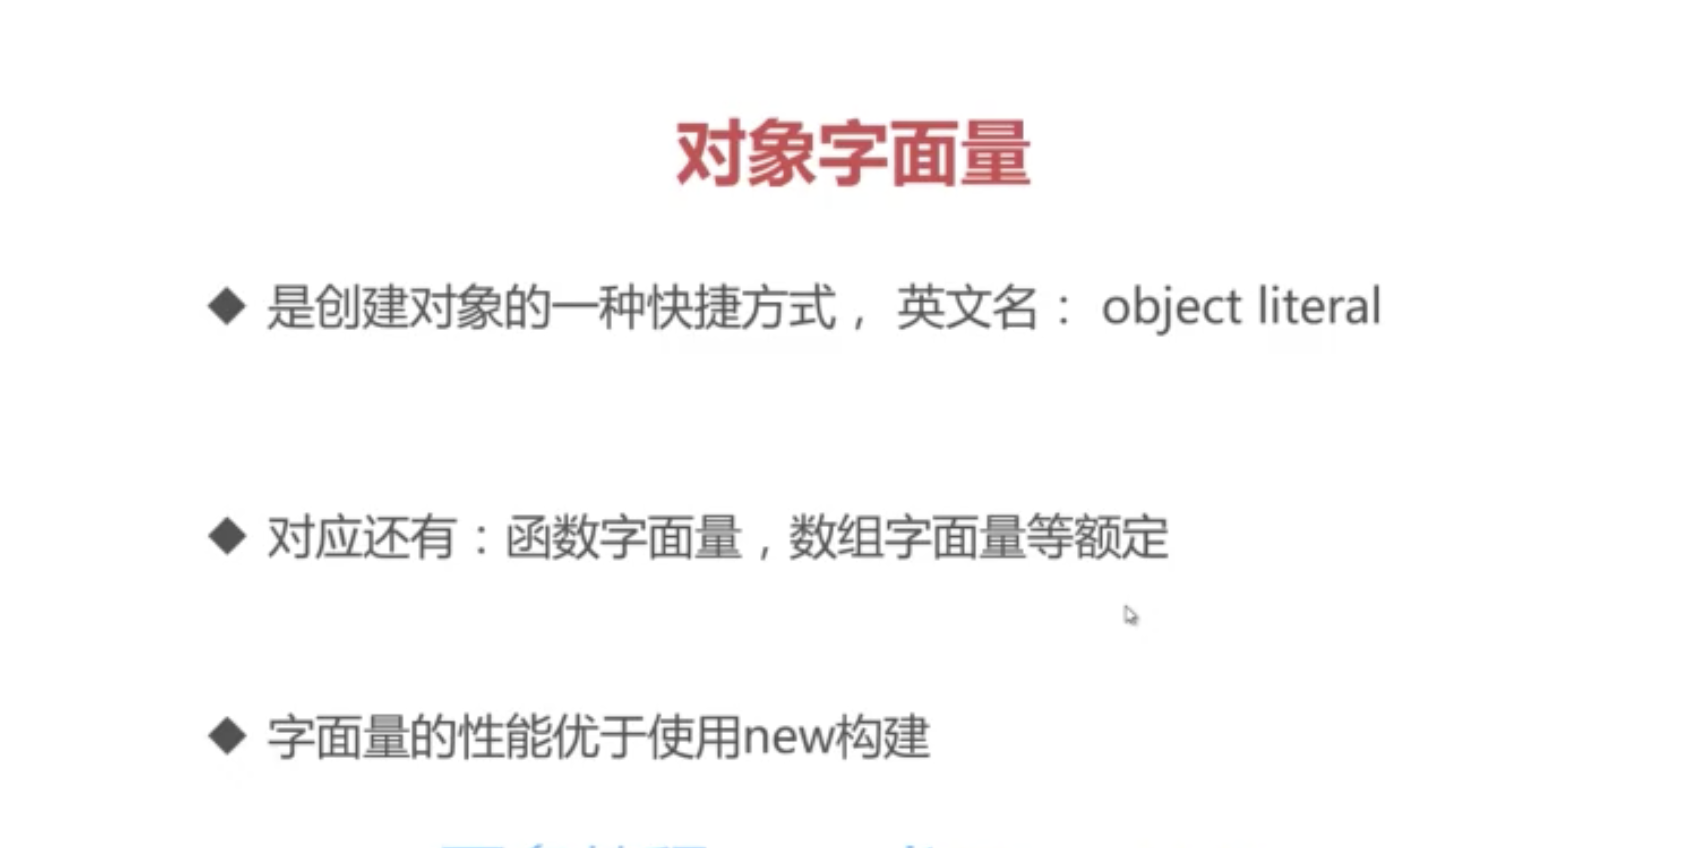 对象字面量
◆ 是创建对象的一种快捷方式， 英文名： object literal
◆ 对应还有：函数字面量，数组字面量等额定
◆ 字面量的性能优于使用new构建